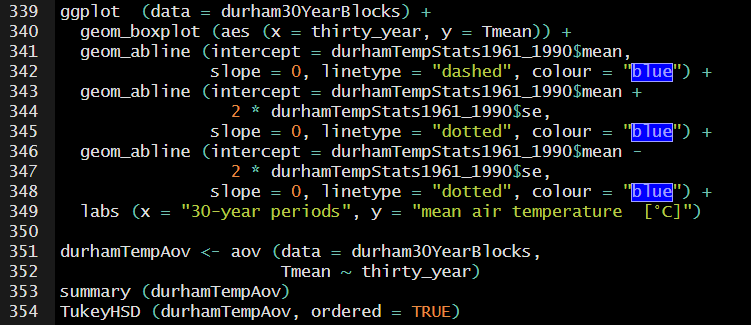 339 ggplot  (data = durham30YearBlocks) +
340   geom_boxplot (aes (x = thirty_year, y = Tmean)) +
341   geom_abline (intercept = durhamTempStats1961_1990$mean,
342                slope = 0, linetype = "dashed", colour = "blue") +
343   geom_abline (intercept = durhamTempStats1961_1990$mean +
344                  2 * durhamTempStats1961_1990$se,
345                slope = 0, linetype = "dotted", colour = "blue") +
346   geom_abline (intercept = durhamTempStats1961_1990$mean -
347                  2 * durhamTempStats1961_1990$se,
348                slope = 0, linetype = "dotted", colour = "blue") +
349   labs (x = "30-year periods", y = "mean air temperature  [°C]")
350
351 durhamTempAov <- aov (data = durham30YearBlocks,
352                       Tmean ~ thirty_year)
353 summary (durhamTempAov)
354 TukeyHSD (durhamTempAov, ordered = TRUE)